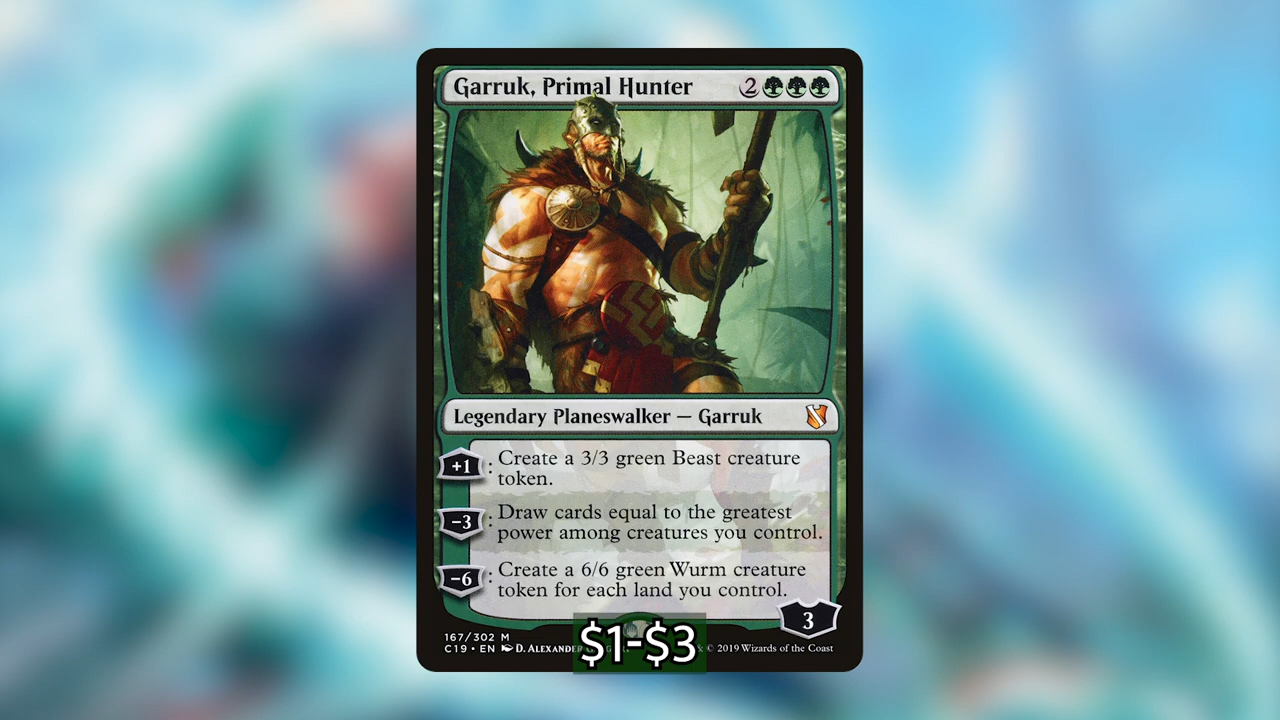 Garruk, Primal Hunter 2
Legendary Planeswalker — Garruk
+1 : Create a 3/3 green Beast creature
token.
−3 : Draw cards equal to the greatest
power among creatures you control.
−6 : Create a 6/6 green Wurm creature
token for each land you control.
3
167/302 M
C19 • EN D. ALEXANDER
© 2019 Wizards of the Coast
$1-$3